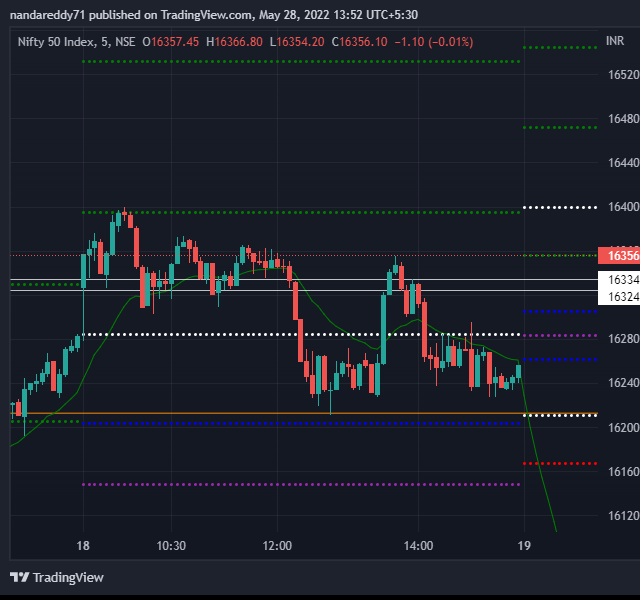 nandareddy71 published on TradingView.com, May 28, 2022 13:52 UTC+5:30
Nifty 50 Index, 5, NSE O16357.45 H16366.80 L16354.20 C16356.10 −1.10 (−0.01%)
INR
16520
16480
16440
16400
16356
16334
16324
16280
16240
16200
16160
16120
18 10:30 12:00 14:00 19
TradingView